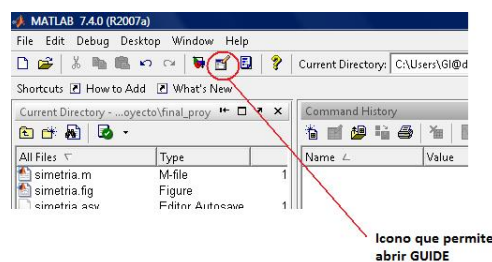 MATLAB 7.4.0 (R2007a)
File Edit Debug Desktop Window Help
Current Directory: C:\Users\GI@d
Shortcuts How to Add What's New
Current Directory - ...oyecto\final_proy
Command History
All Files Type
Name Value
simetria.m M-file 1
simetria.fig Figure
simetria.asv Editor Autosave 1
Icono que permite
abrir GUIDE